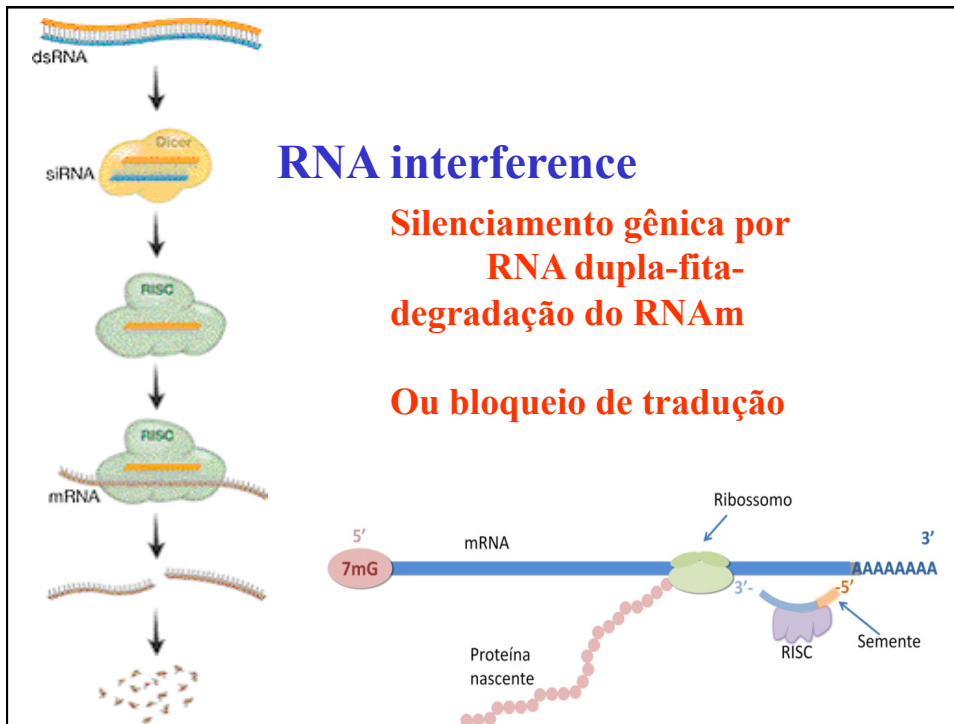 dsRNA
Dicer
siRNA
RISC
RISC
mRNA
RNA interference
Silenciamento gênica por
RNA dupla-fita-
degradação do RNAm
Ou bloqueio de tradução
Ribossomo
5’
mRNA
3’
7mG
AAAAAAAA
3’-
-5’
RISC
Semente
Proteína
nascente